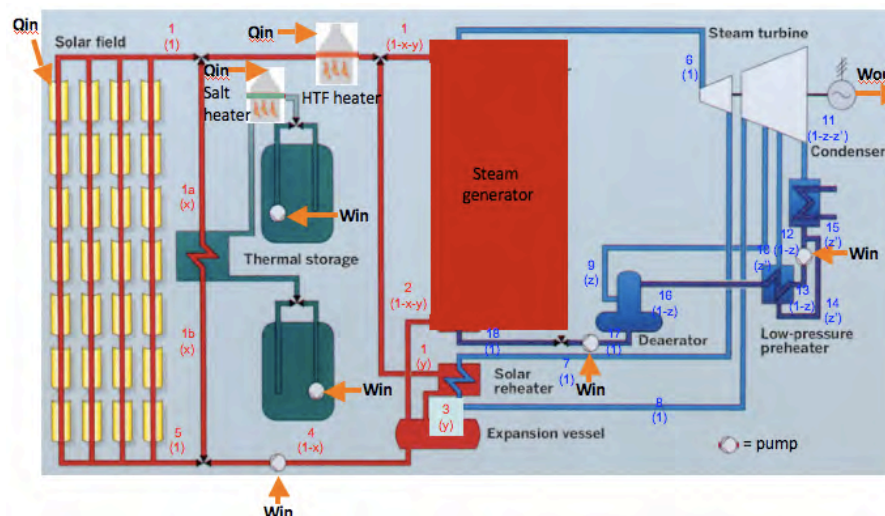 Qin
Solar field
1
(1)
Qin
Qin
Salt
heater
HTF heater
1
(1-x-y)
Steam turbine
6
(1)
11
(1-z-z')
Condenser
1a
(x)
Win
Thermal storage
Steam
generator
9
(z)
12
(1-z)
(z')
15
(z')
Win
16
(1-z)
13
(1-z)
14
(z')
1b
(x)
2
(1-x-y)
18
(1)
17
(1)
Deaerator
Low-pressure
preheater
1
(y)
7
(1)
Win
Solar
reheater
Win
3
(y)
8
(1)
Expansion vessel
5
(1)
4
(1-x)
= pump
Win